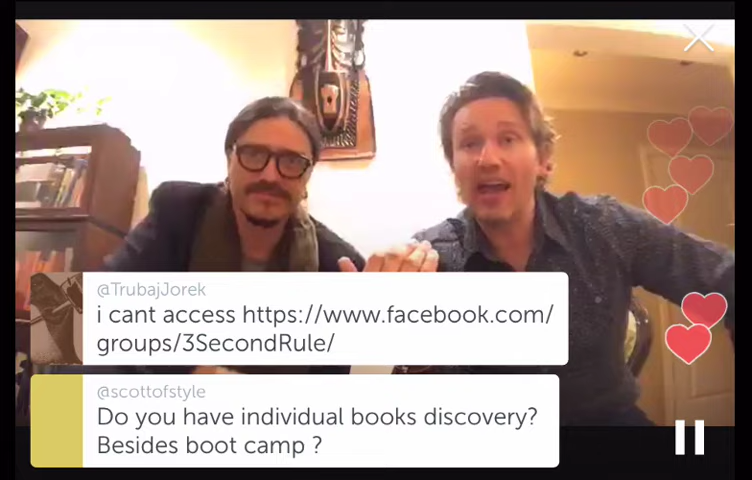 @TrubajJorek
i cant access https://www.facebook.com/
groups/3SecondRule/
@scottofstyle
Do you have individual books discovery?
Besides boot camp ?